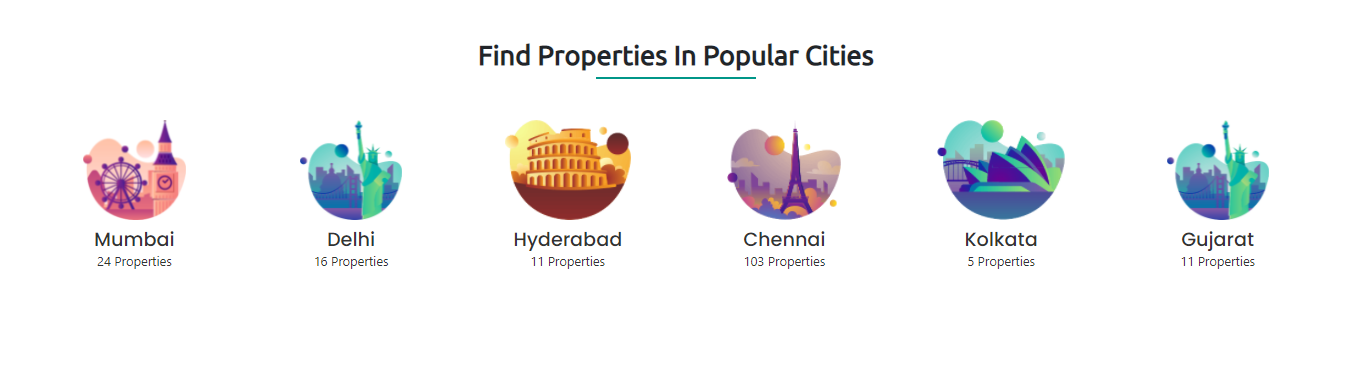 Find Properties In Popular Cities
Mumbai
24 Properties
Delhi
16 Properties
Hyderabad
11 Properties
Chennai
103 Properties
Kolkata
5 Properties
Gujarat
11 Properties